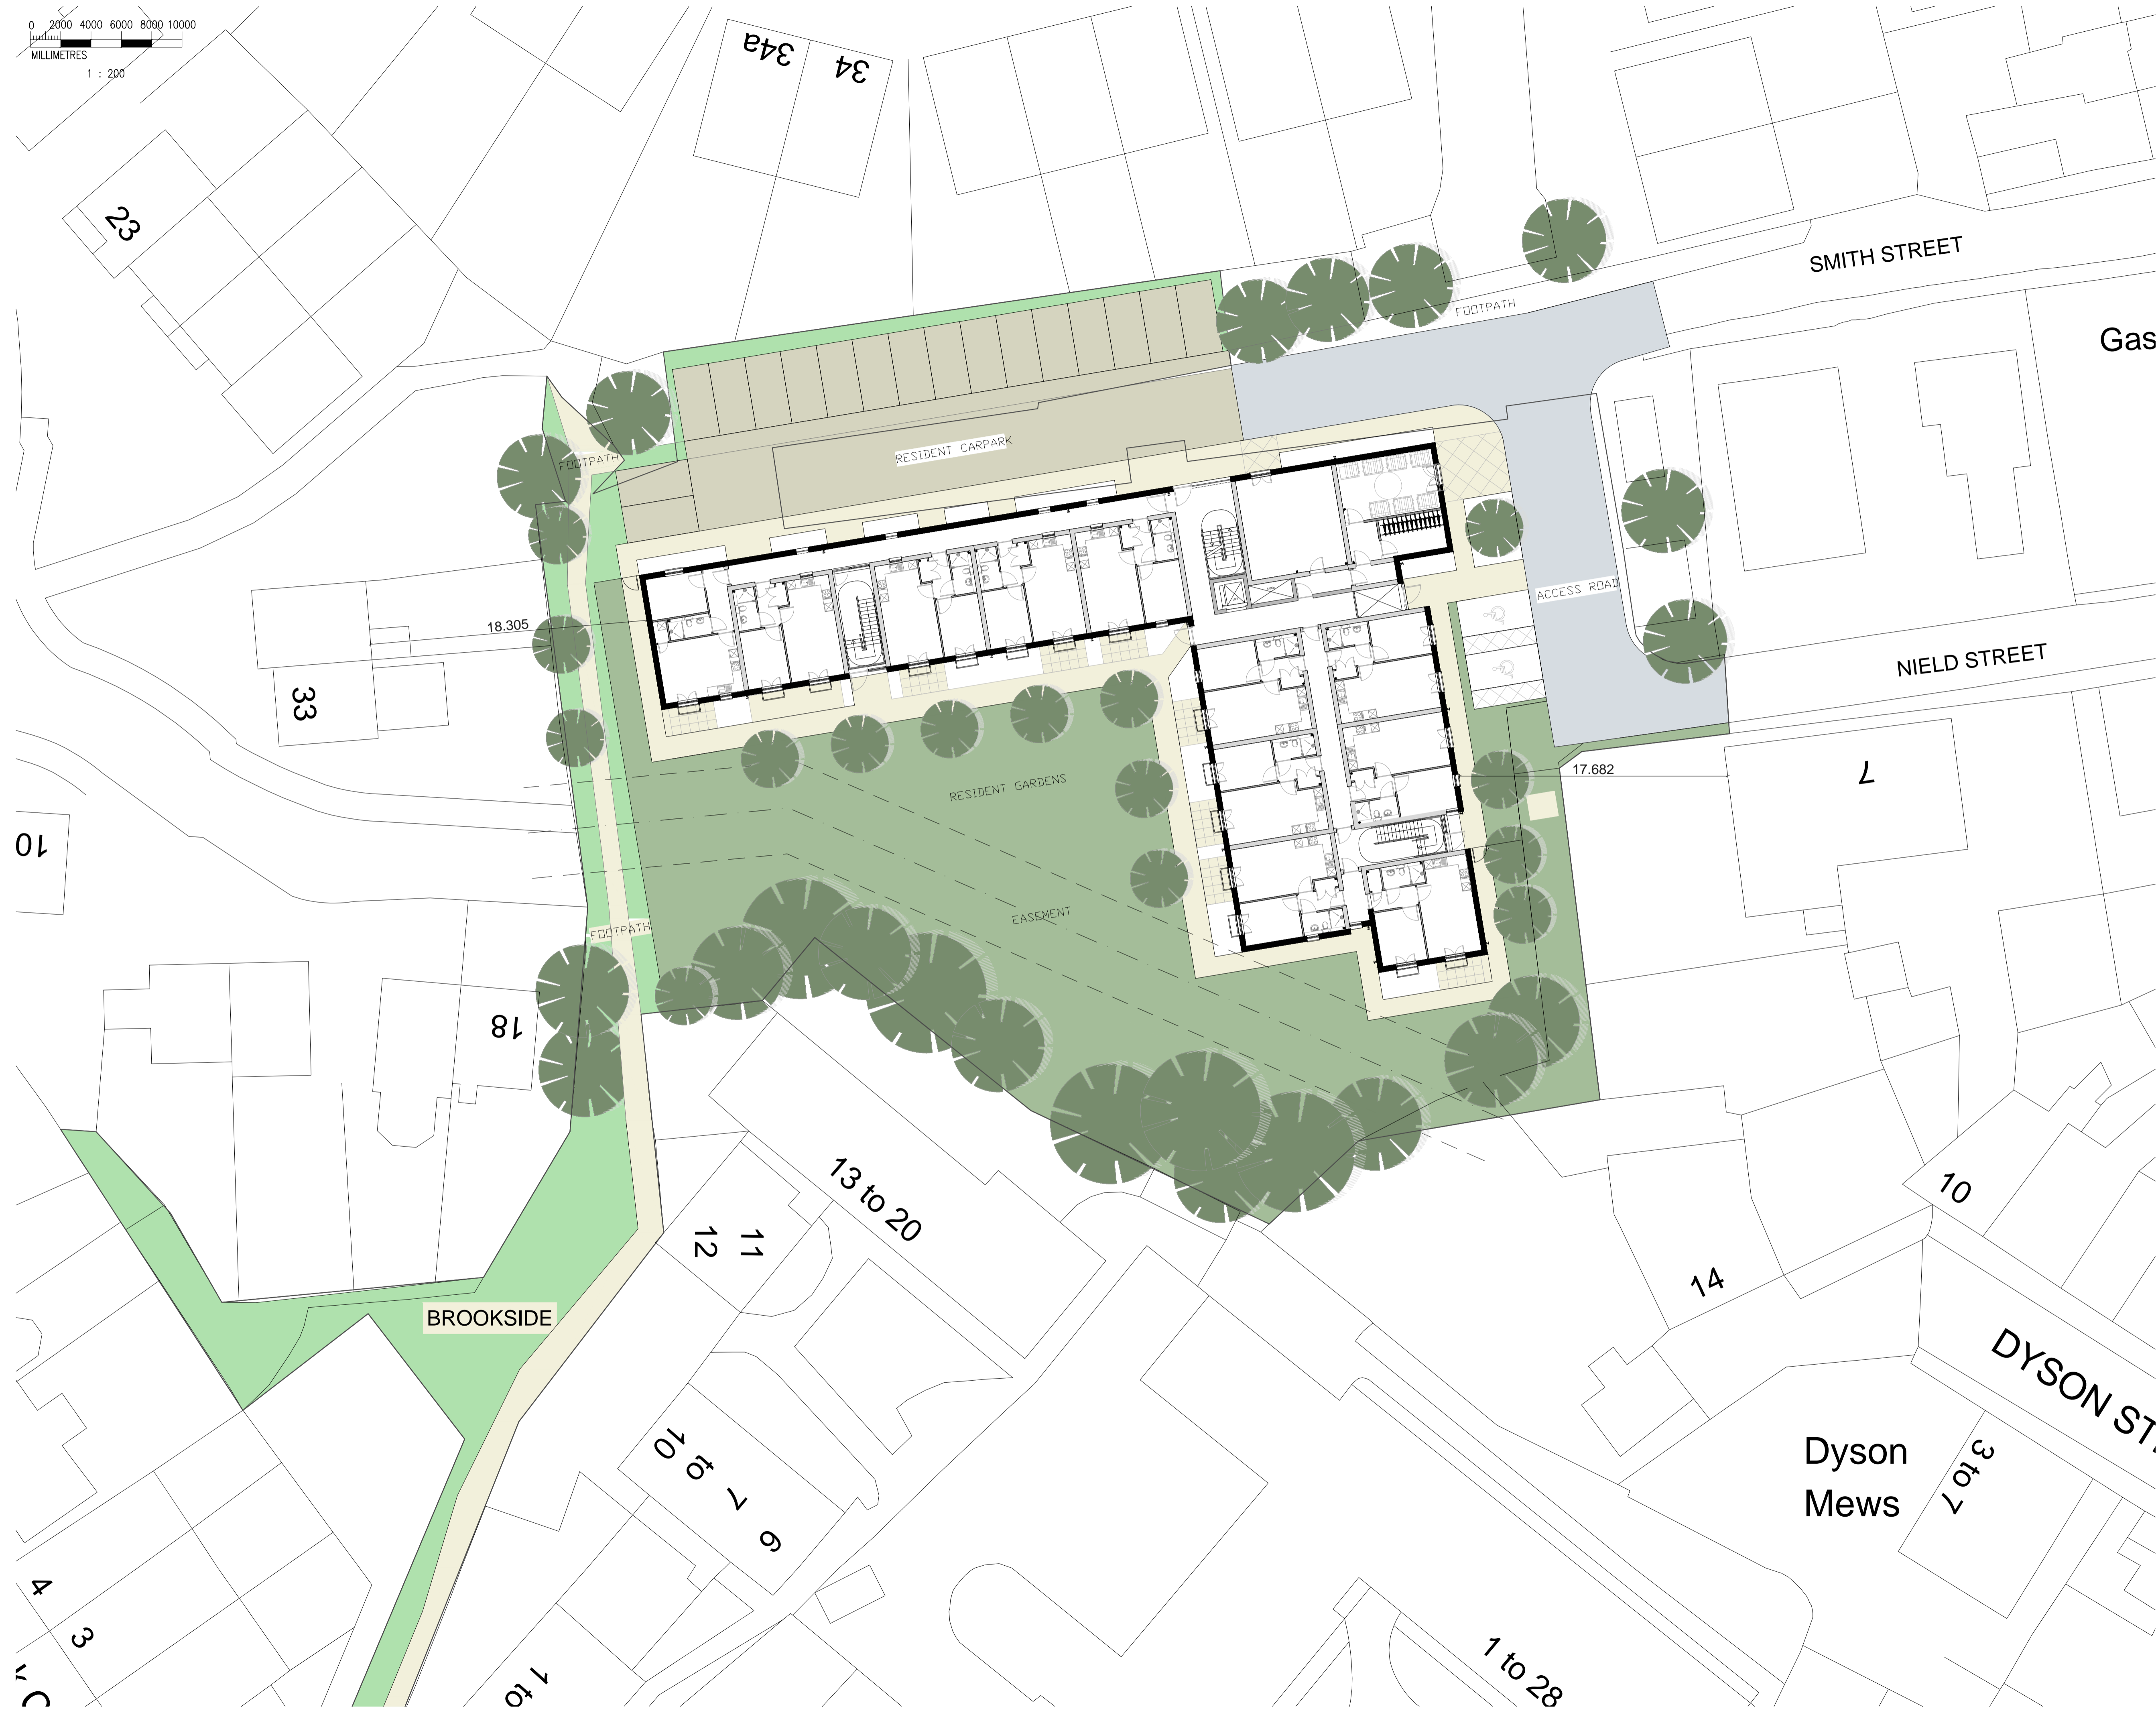 0 2000 4000 6000 8000 10000
MILLIMETRES
1 : 200
34a
34
23
SMITH STREET
FOOTPATH
Gas
RESIDENT CARPARK
FOOTPATH
ACCESS ROAD
18.305
NIELD STREET
33
17.682
7
RESIDENT GARDENS
10
EASEMENT
FOOTPATH
18
13 to 20
10
12
11
14
BROOKSIDE
DYSON ST
Dyson
Mews
3 to 7
10
to
7
6
4
3
1 to
1 to 28